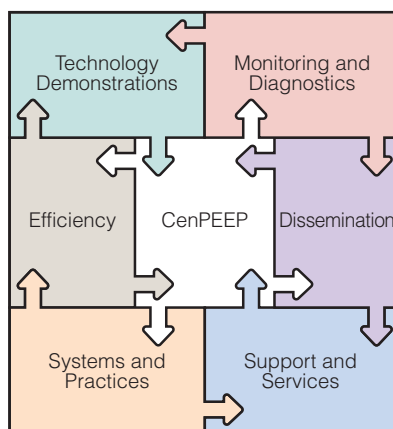 Technology
Demonstrations
Monitoring and
Diagnostics
Efficiency
CenPEEP
Dissemination
Systems and
Practices
Support and
Services